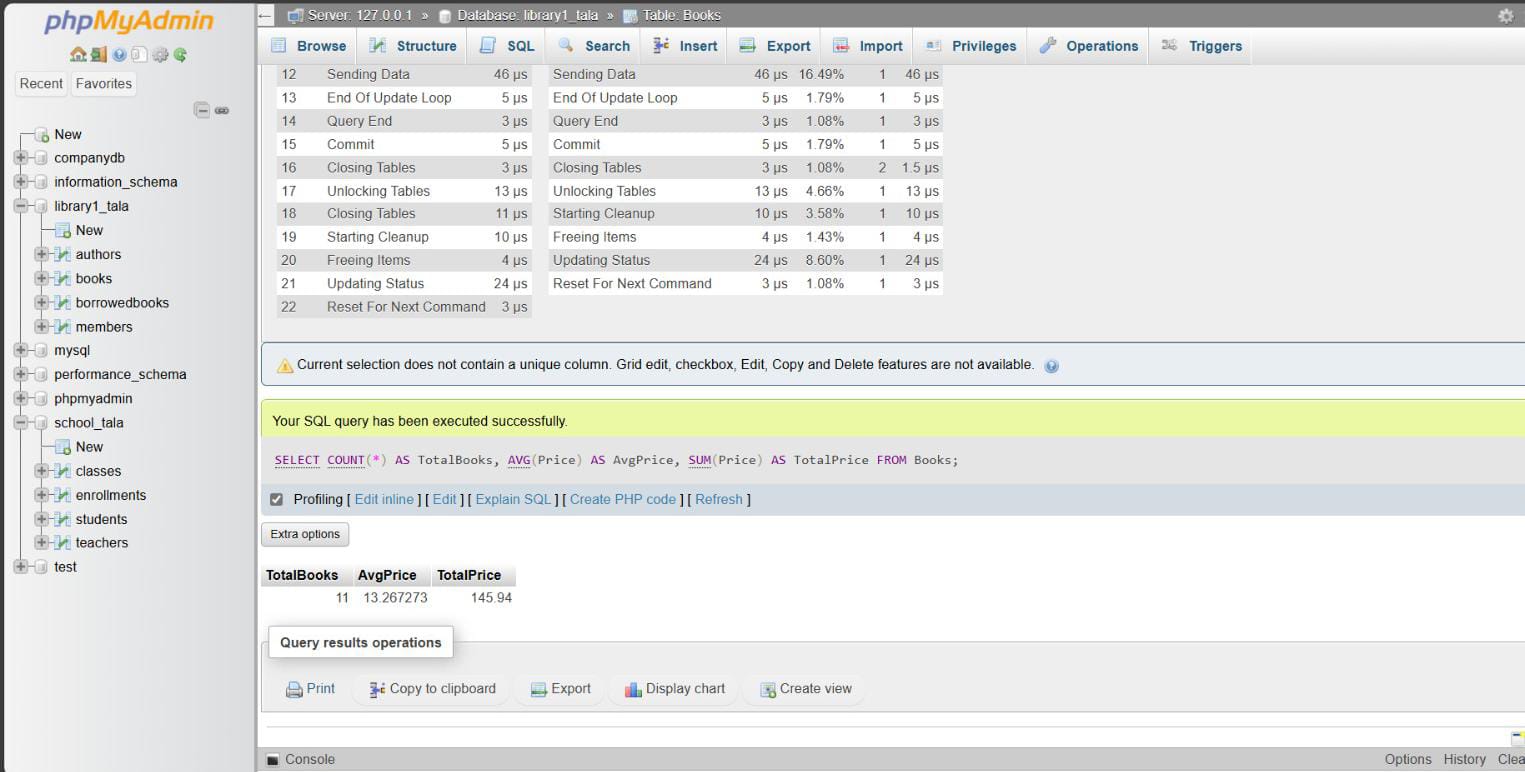 phpMyAdmin
Recent Favorites
New
companydb
information_schema
library1_tala
New
authors
books
borrowedbooks
members
mysql
performance_schema
phpmyadmin
school_tala
New
classes
enrollments
students
teachers
test
Server: 127.0.0.1 » Database: library1_tala » Table: Books
Browse Structure SQL Search Insert Export Import Privileges Operations Triggers
12 Sending Data 46 µs Sending Data 46 µs 16.49% 1 46 µs
13 End Of Update Loop 5 µs End Of Update Loop 5 µs 1.79% 1 5 µs
14 Query End 3 µs Query End 3 µs 1.08% 1 3 µs
15 Commit 5 µs Commit 5 µs 1.79% 1 5 µs
16 Closing Tables 3 µs Closing Tables 3 µs 1.08% 2 1.5 µs
17 Unlocking Tables 13 µs Unlocking Tables 13 µs 4.66% 1 13 µs
18 Closing Tables 11 µs Starting Cleanup 10 µs 3.58% 1 10 µs
19 Starting Cleanup 10 µs Freeing Items 4 µs 1.43% 1 4 µs
20 Freeing Items 4 µs Updating Status 24 µs 8.60% 1 24 µs
21 Updating Status 24 µs Reset For Next Command 3 µs 1.08% 1 3 µs
22 Reset For Next Command 3 µs
Current selection does not contain a unique column. Grid edit, checkbox, Edit, Copy and Delete features are not available.
Your SQL query has been executed successfully.
SELECT COUNT(*) AS TotalBooks, AVG(Price) AS AvgPrice, SUM(Price) AS TotalPrice FROM Books;
Profiling [ Edit inline ] [ Edit ] [ Explain SQL ] [ Create PHP code ] [ Refresh ]
Extra options
TotalBooks AvgPrice TotalPrice
11 13.267273 145.94
Query results operations
Print Copy to clipboard Export Display chart Create view
Console Options History Clea